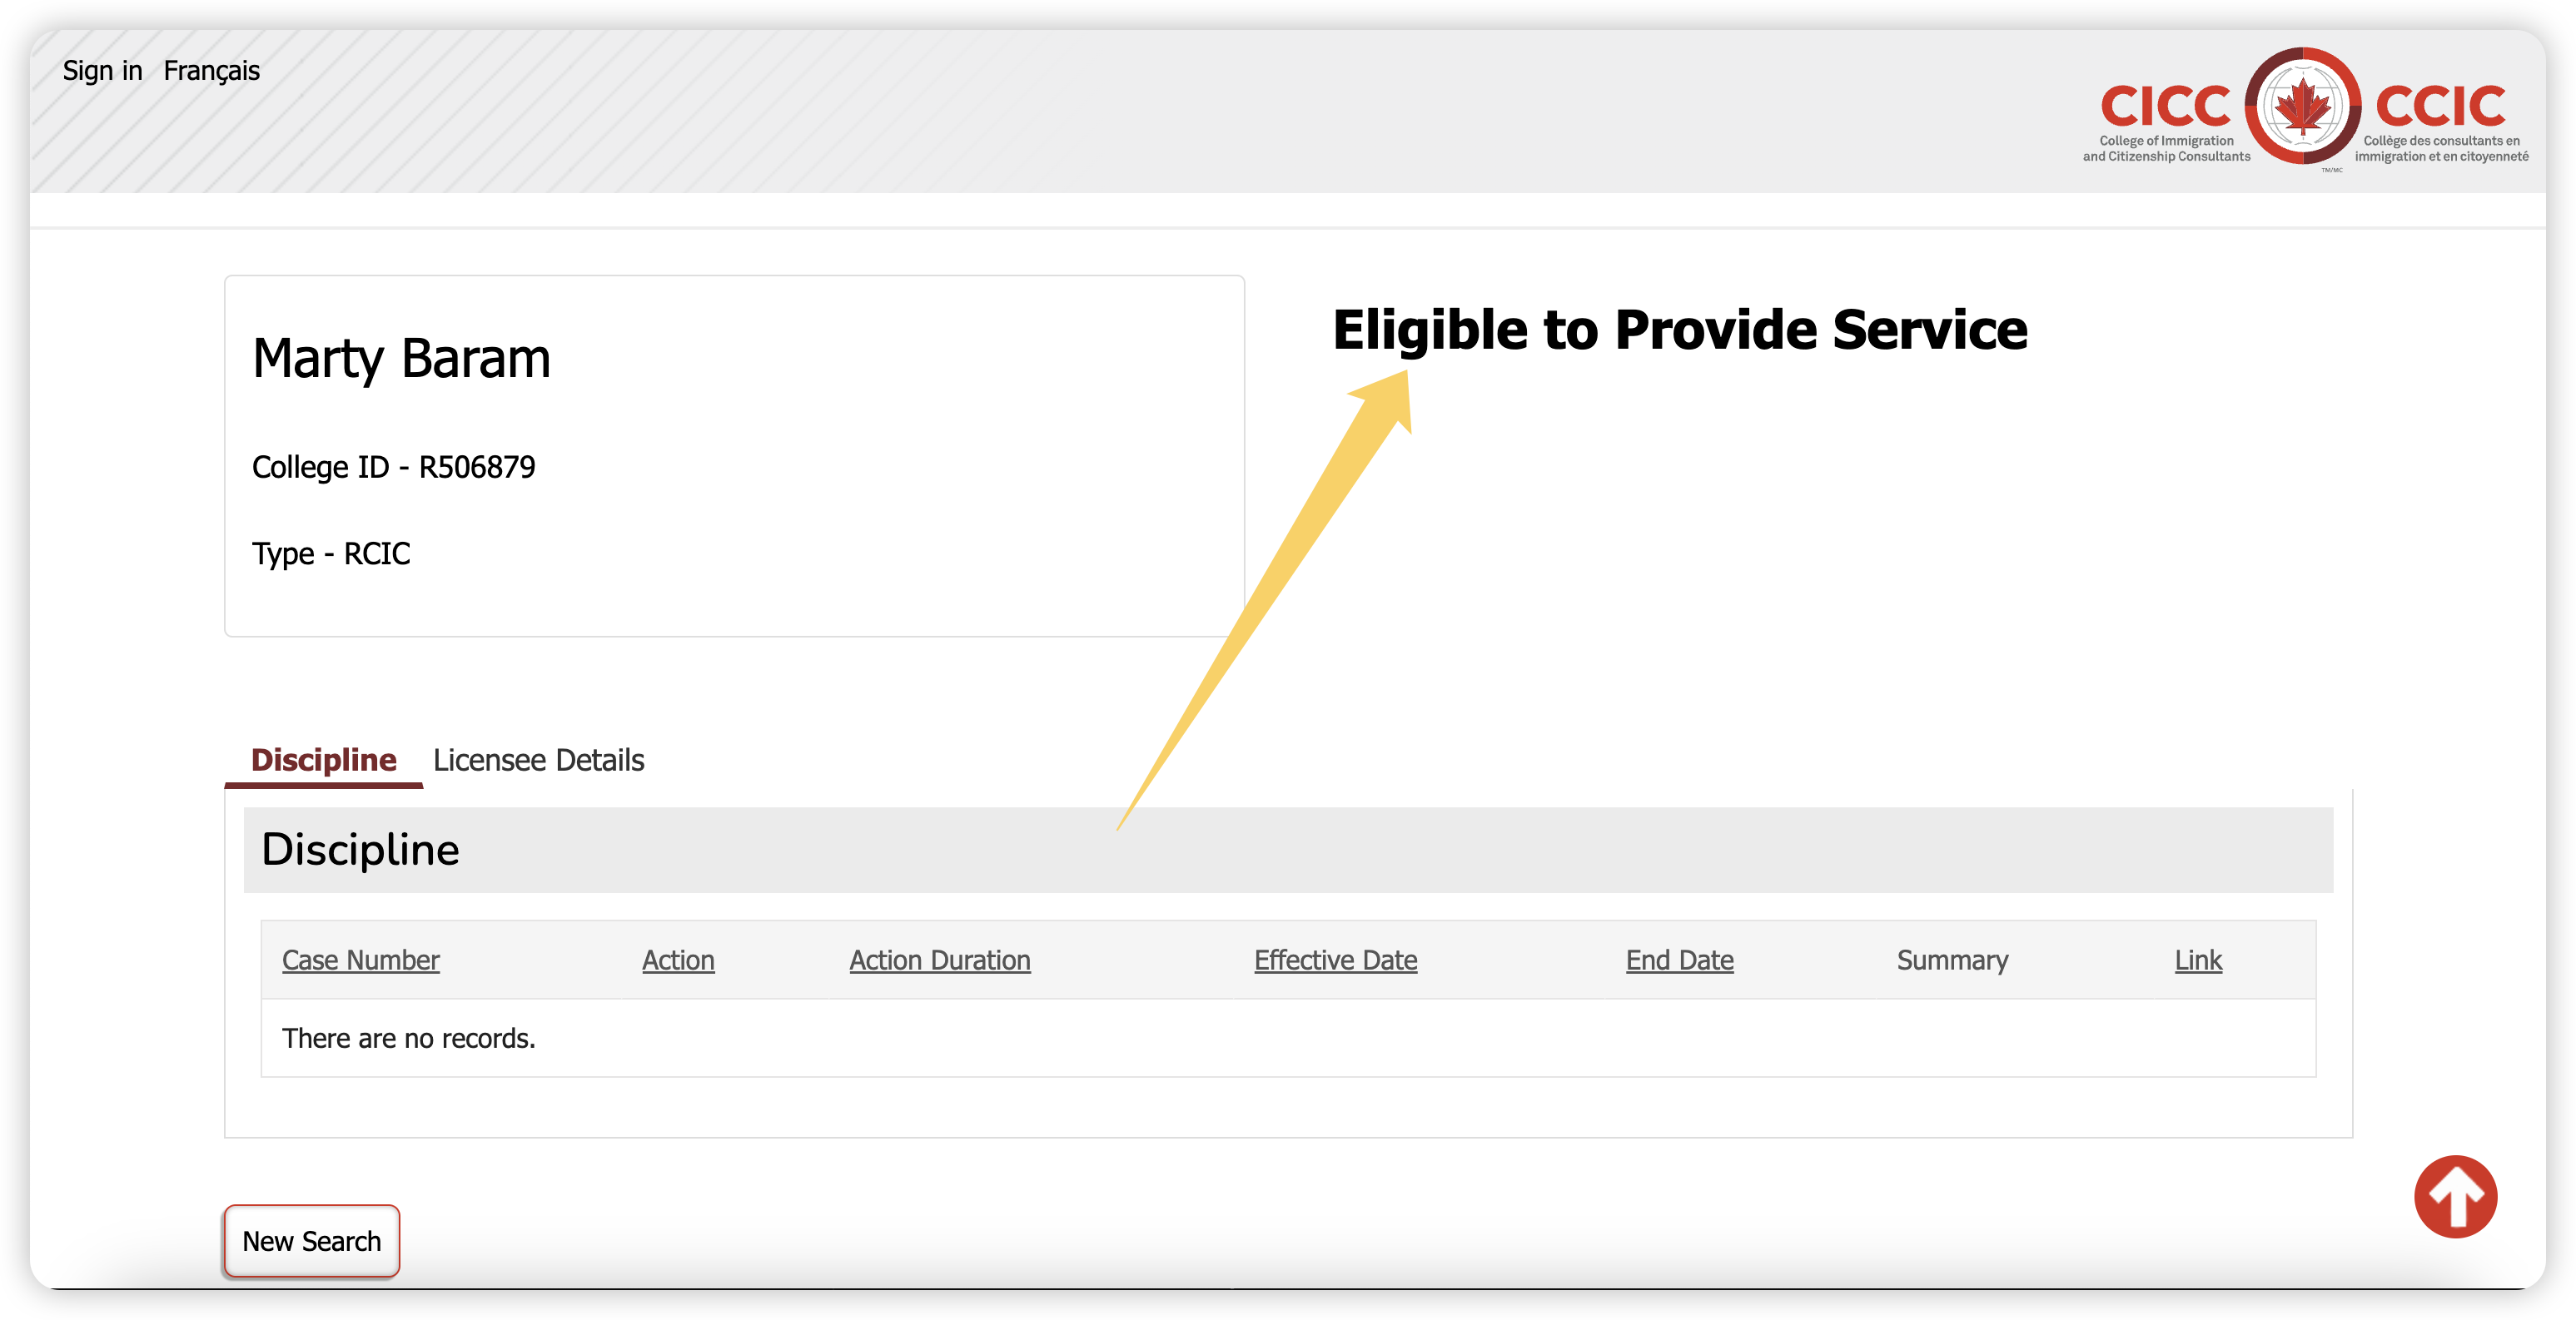 Sign in Français
CICC CCIC
College of Immigration Collège des consultants en
and Citizenship Consultants immigration et en citoyenneté
TM/MC
Marty Baram
Eligible to Provide Service
College ID - R506879
Type - RCIC
Discipline Licensee Details
Discipline
Case Number Action Action Duration Effective Date End Date Summary Link
There are no records.
New Search